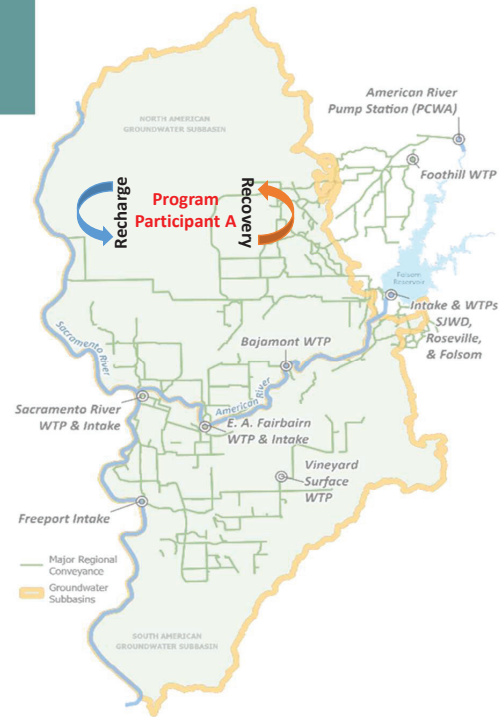 American River
Pump Station (PCWA)
NORTH AMERICAN
GROUNDWATER SUBBASIN
Foothill WTP
Recharge
Program
Participant A
Recovery
Folsom
Reservoir
Intake & WTPs
SJWD,
Roseville,
& Folsom
Sacramento River
Bajamont WTP
American River
Sacramento River
WTP & Intake
E. A. Fairbairn
WTP & Intake
Vineyard
Surface
WTP
Freeport Intake
Major Regional
Conveyance
Groundwater
Subbasins
SOUTH AMERICAN
GROUNDWATER SUBBASIN